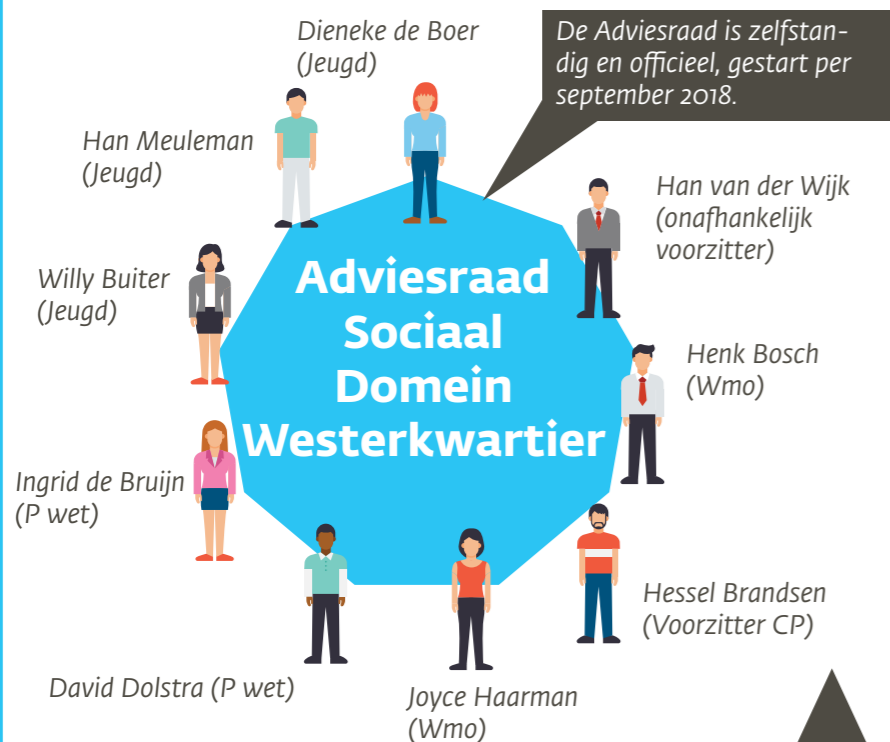 Dieneke de Boer
(Jeugd)
De Adviesraad is zelfstan-
dig en officieel, gestart per
september 2018.
Han Meuleman
(Jeugd)
Han van der Wijk
(onafhankelijk
voorzitter)
Willy Buiter
(Jeugd)
Adviesraad
Sociaal
Domein
Westerkwartier
Henk Bosch
(Wmo)
Ingrid de Bruijn
(P wet)
Hessel Brandsen
(Voorzitter CP)
David Dolstra (P wet)
Joyce Haarman
(Wmo)